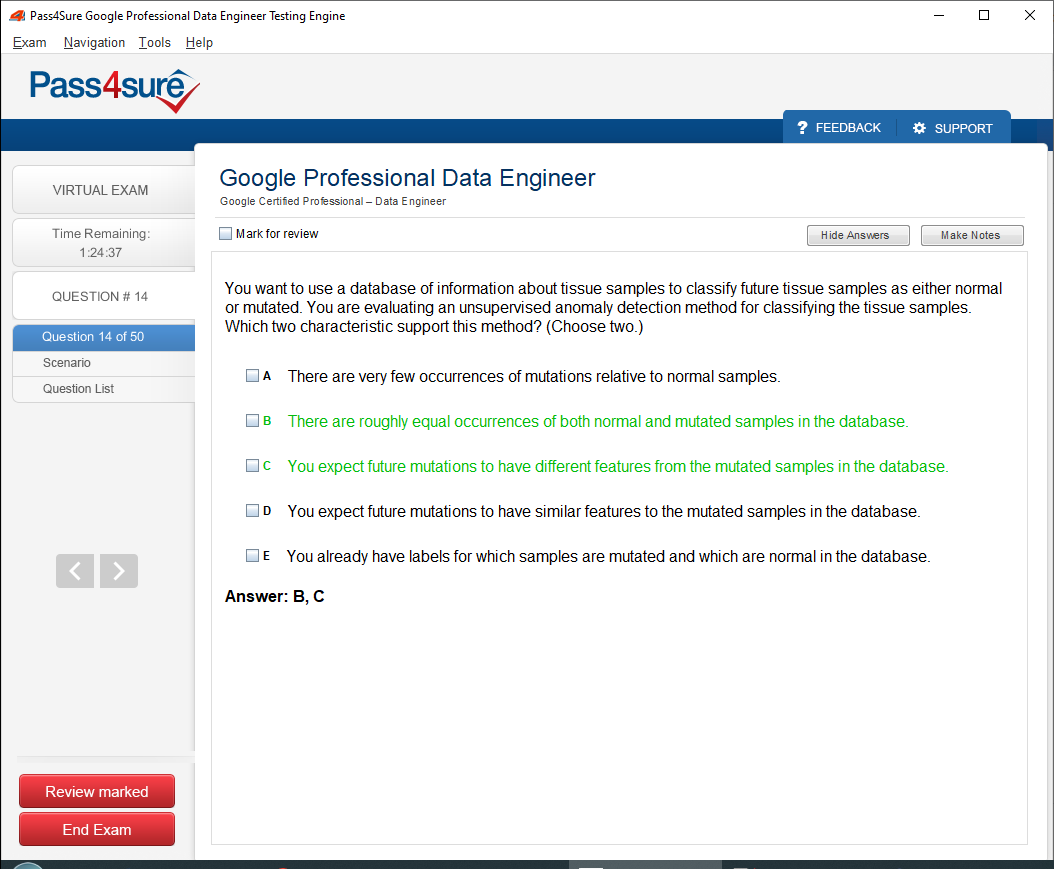 Pass4Sure Google Professional Data Engineer Testing Engine
Exam Navigation Tools Help
Pass4sure
? FEEDBACK SUPPORT
VIRTUAL EXAM
Time Remaining:
1:24:37
QUESTION # 14
Question 14 of 50
Scenario
Question List
Review marked
End Exam
Google Professional Data Engineer
Google Certified Professional – Data Engineer
Mark for review
Hide Answers
Make Notes
You want to use a database of information about tissue samples to classify future tissue samples as either normal
or mutated. You are evaluating an unsupervised anomaly detection method for classifying the tissue samples.
Which two characteristic support this method? (Choose two.)
A There are very few occurrences of mutations relative to normal samples.
B There are roughly equal occurrences of both normal and mutated samples in the database.
C You expect future mutations to have different features from the mutated samples in the database.
D You expect future mutations to have similar features to the mutated samples in the database.
E You already have labels for which samples are mutated and which are normal in the database.
Answer: B, C